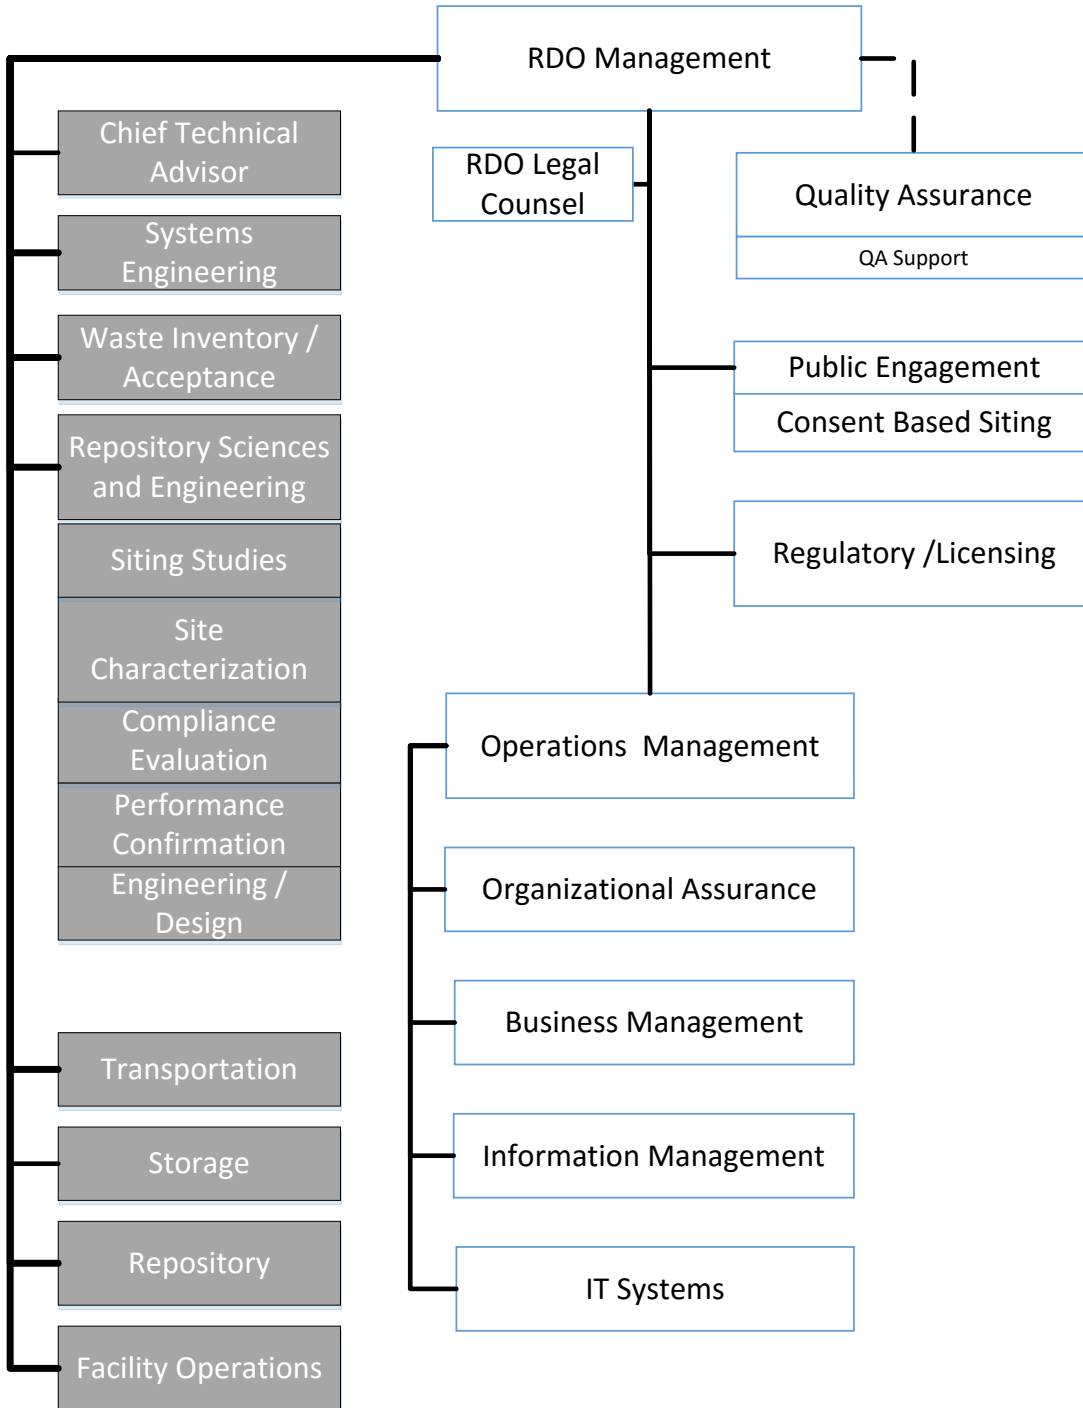 RDO Management
Chief Technical
Advisor
Systems
Engineering
Waste Inventory /
Acceptance
Repository Sciences
and Engineering
Siting Studies
Site
Characterization
Compliance
Evaluation
Performance
Confirmation
Engineering /
Design
Transportation
Storage
Repository
Facility Operations
RDO Legal
Counsel
Quality Assurance
QA Support
Public Engagement
Consent Based Siting
Regulatory /Licensing
Operations  Management
Organizational Assurance
Business Management
Information Management
IT Systems